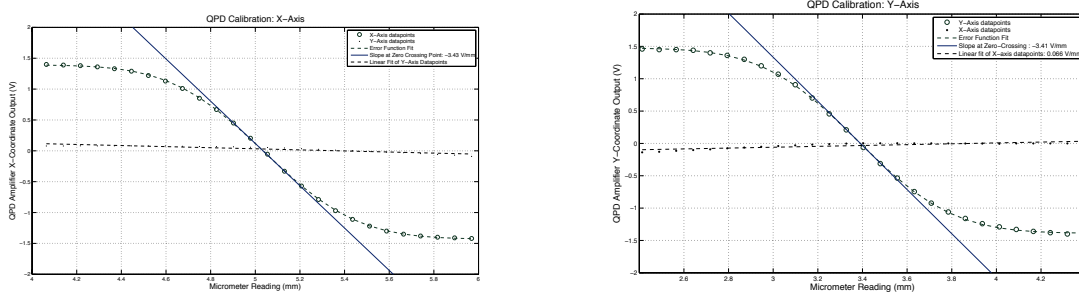 QPD Calibration: X-Axis
X-Axis datapoints
Y-Axis datapoints
Error Function Fit
Slope at Zero Crossing Point: -3.43 V/mm
Linear Fit of Y-Axis Datapoints
QPD Amplifier X-Coordinate Output (V)
2
1.5
1
0.5
0
-0.5
-1
-1.5
-2
4 4.2 4.4 4.6 4.8 5 5.2 5.4 5.6 5.8 6
Micrometer Reading (mm)
QPD Calibration: Y-Axis
Y-Axis datapoints
X-Axis datapoints
Error Function Fit
Slope at Zero-Crossing : -3.41 V/mm
Linear fit of X-axis datapoints: 0.066 V/mm
QPD Amplifier Y-Coordinate Output (V)
2
1.5
1
0.5
0
-0.5
-1
-1.5
-2
2.6 2.8 3 3.2 3.4 3.6 3.8 4 4.2
Micrometer Reading (mm)